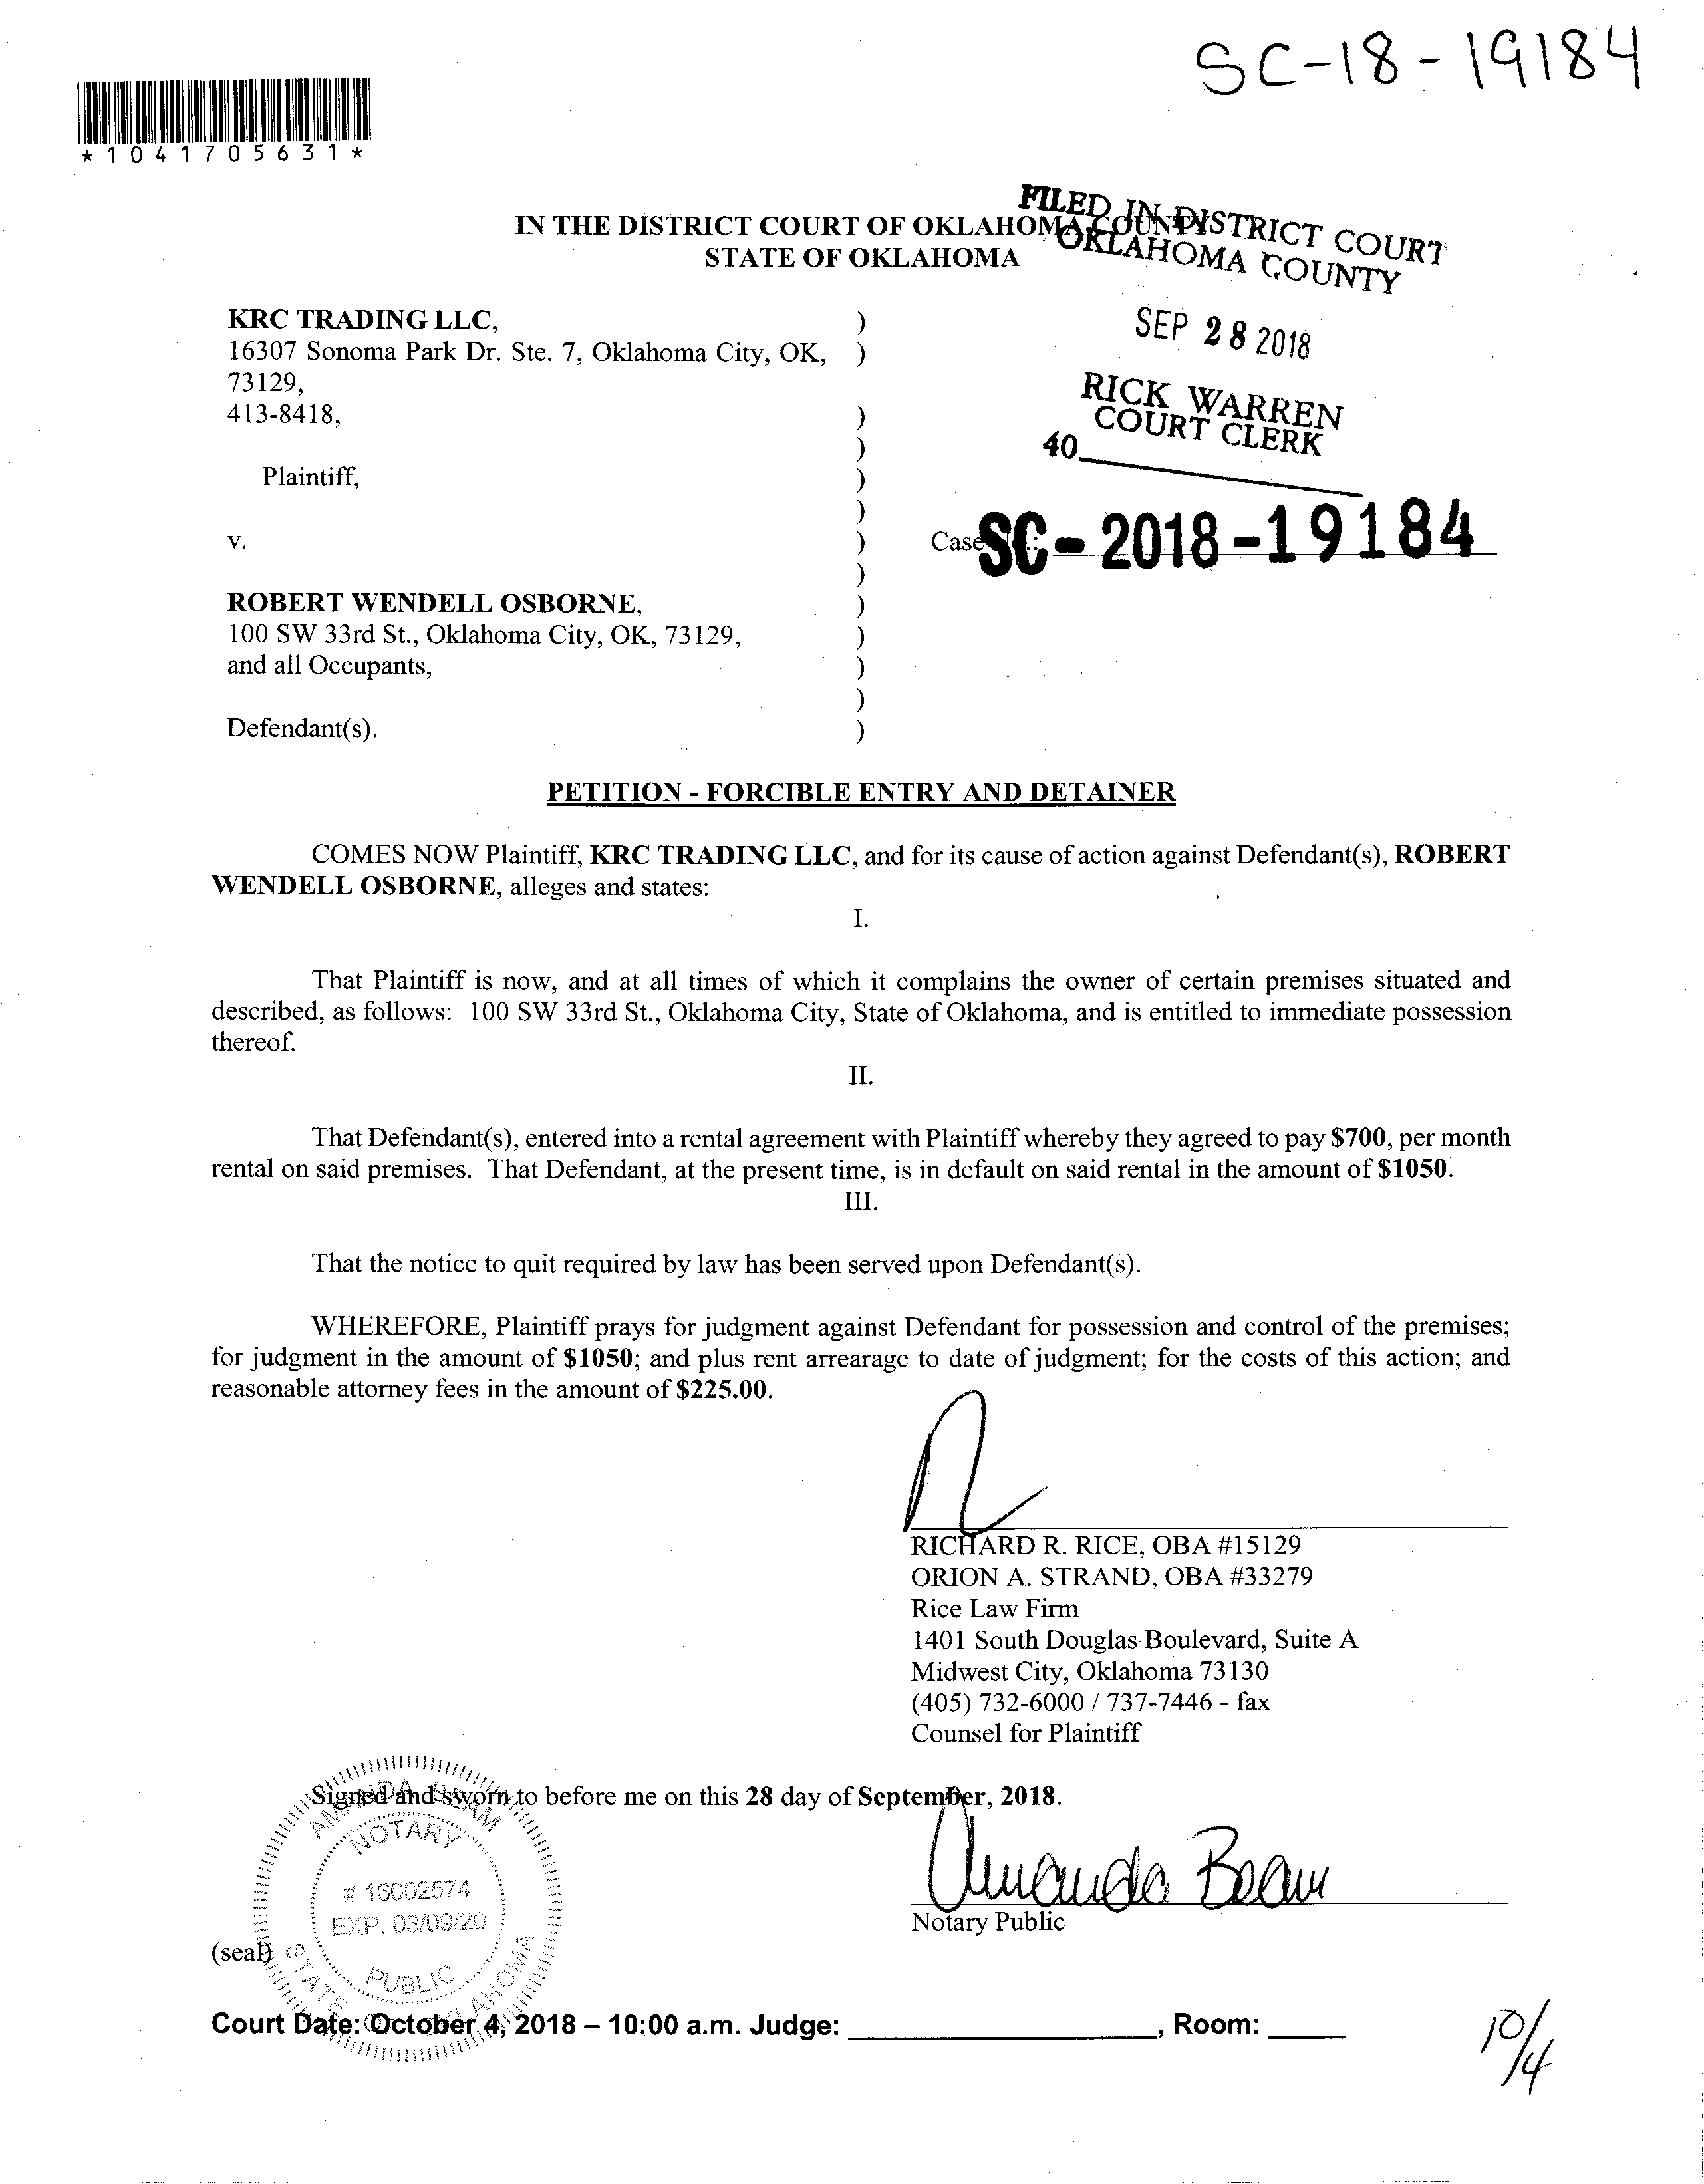 SC-18-19184
*1041705631*
FILED IN DISTRICT COURT
OKLAHOMA COUNTY
IN THE DISTRICT COURT OF OKLAHOMA COUNTY
STATE OF OKLAHOMA
SEP 28 2018
RICK WARREN
COURT CLERK
40
KRC TRADING LLC, )
16307 Sonoma Park Dr. Ste. 7, Oklahoma City, OK, )
73129,
413-8418, )
)
Plaintiff, )
)
v. ) Case SC-2018-19184
)
ROBERT WENDELL OSBORNE, )
100 SW 33rd St., Oklahoma City, OK, 73129, )
and all Occupants, )
)
Defendant(s). )
PETITION - FORCIBLE ENTRY AND DETAINER
COMES NOW Plaintiff, KRC TRADING LLC, and for its cause of action against Defendant(s), ROBERT
WENDELL OSBORNE, alleges and states:
I.
That Plaintiff is now, and at all times of which it complains the owner of certain premises situated and
described, as follows: 100 SW 33rd St., Oklahoma City, State of Oklahoma, and is entitled to immediate possession
thereof.
II.
That Defendant(s), entered into a rental agreement with Plaintiff whereby they agreed to pay $700, per month
rental on said premises. That Defendant, at the present time, is in default on said rental in the amount of $1050.
III.
That the notice to quit required by law has been served upon Defendant(s).
WHEREFORE, Plaintiff prays for judgment against Defendant for possession and control of the premises;
for judgment in the amount of $1050; and plus rent arrearage to date of judgment; for the costs of this action; and
reasonable attorney fees in the amount of $225.00.
RICHARD R. RICE, OBA #15129
ORION A. STRAND, OBA #33279
Rice Law Firm
1401 South Douglas Boulevard, Suite A
Midwest City, Oklahoma 73130
(405) 732-6000 / 737-7446 - fax
Counsel for Plaintiff
Signed and sworn to before me on this 28 day of September, 2018.
AMANDA BEAM
NOTARY
# 16002574
EXP. 03/09/20
PUBLIC
STATE OF OKLAHOMA
Amanda Beam
Notary Public
(seal)
Court Date: October 4, 2018 – 10:00 a.m. Judge: ____________, Room: ____
10/4